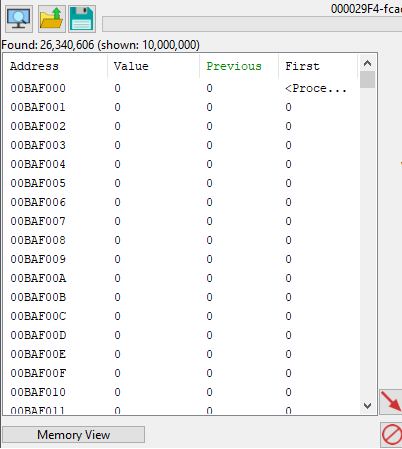 000029F4-fcac
Found: 26,340,606 (shown: 10,000,000)
Address Value Previous First
00BAF000 0 0 <Proce...
00BAF001 0 0 0
00BAF002 0 0 0
00BAF003 0 0 0
00BAF004 0 0 0
00BAF005 0 0 0
00BAF006 0 0 0
00BAF007 0 0 0
00BAF008 0 0 0
00BAF009 0 0 0
00BAF00A 0 0 0
00BAF00B 0 0 0
00BAF00C 0 0 0
00BAF00D 0 0 0
00BAF00E 0 0 0
00BAF00F 0 0 0
00BAF010 0 0 0
00BAF011 0 0 0
Memory View